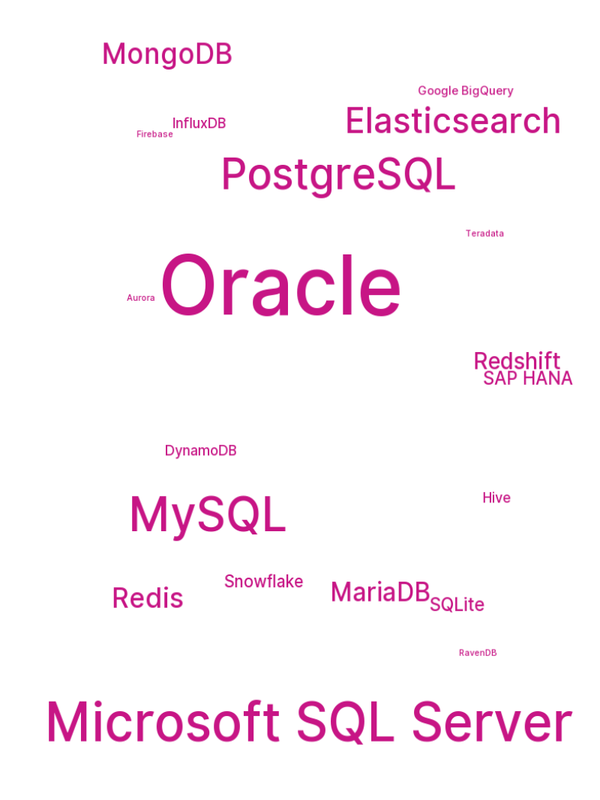 MongoDB
Google BigQuery
Elasticsearch
InfluxDB
Firebase
PostgreSQL
Teradata
Oracle
Aurora
Redshift
SAP HANA
DynamoDB
Hive
MySQL
Snowflake
MariaDB
Redis
SQLite
RavenDB
Microsoft SQL Server